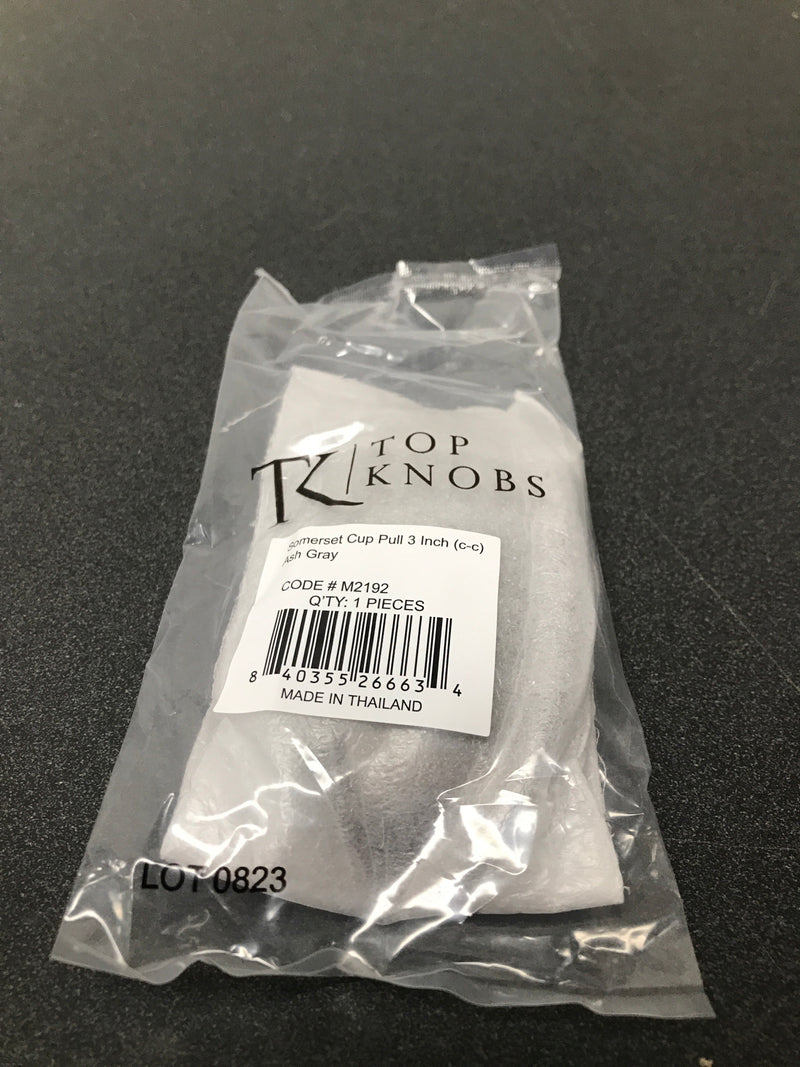 TK TOP
KNOBS
Somerset Cup Pull 3 Inch (c-c)
Ash Gray
CODE # M2192
Q'TY: 1 PIECES
8 40355 26663 4
MADE IN THAILAND
LOT 0823